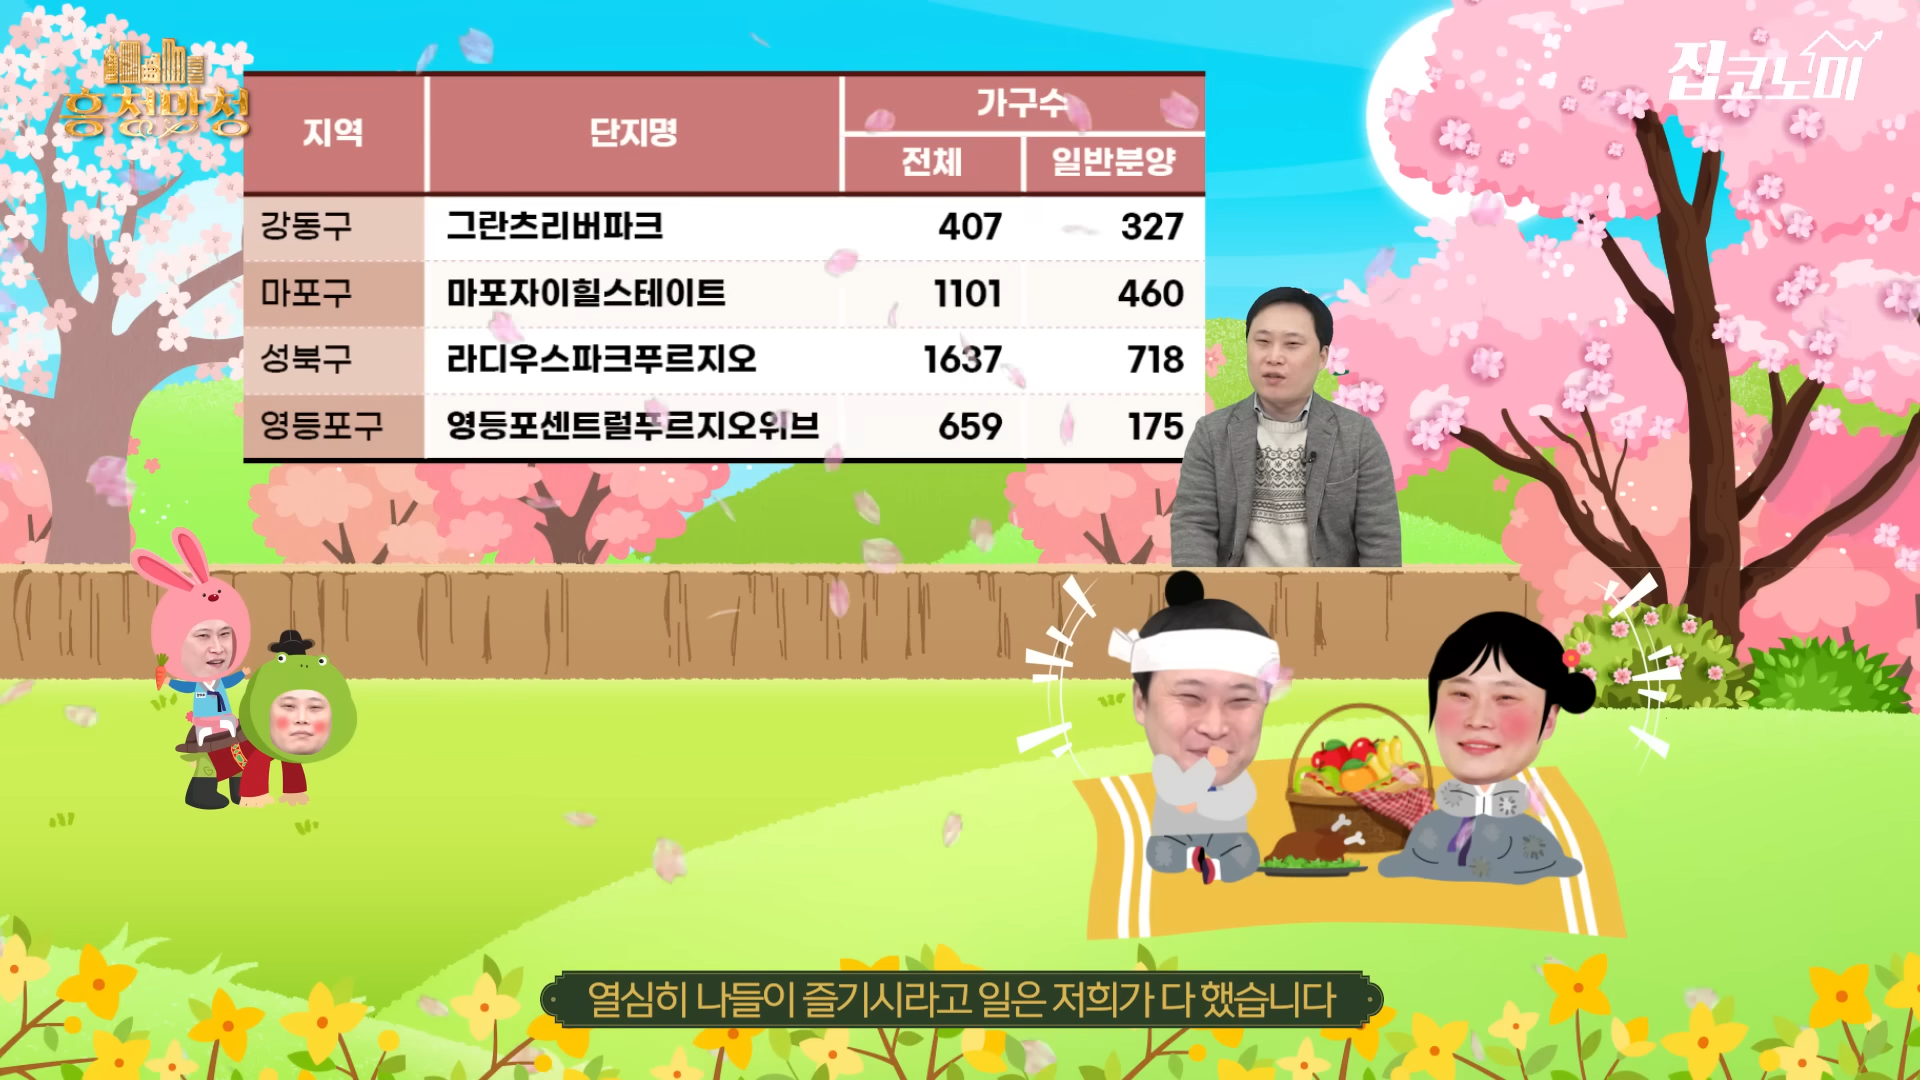 흥청망청
집코노미
지역 단지명 가구수
전체 일반분양
강동구 그란츠리버파크 407 327
마포구 마포자이힐스테이트 1101 460
성북구 라디우스파크푸르지오 1637 718
영등포구 영등포센트럴푸르지오위브 659 175
열심히 나들이 즐기시라고 일은 저희가 다 했습니다